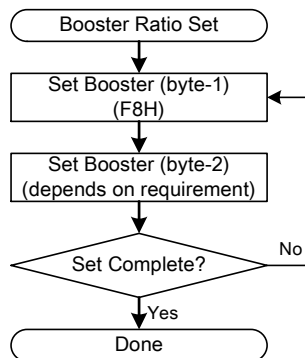 Booster Ratio Set
Set Booster (byte-1)
(F8H)
Set Booster (byte-2)
(depends on requirement)
Set Complete?
No
Yes
Done